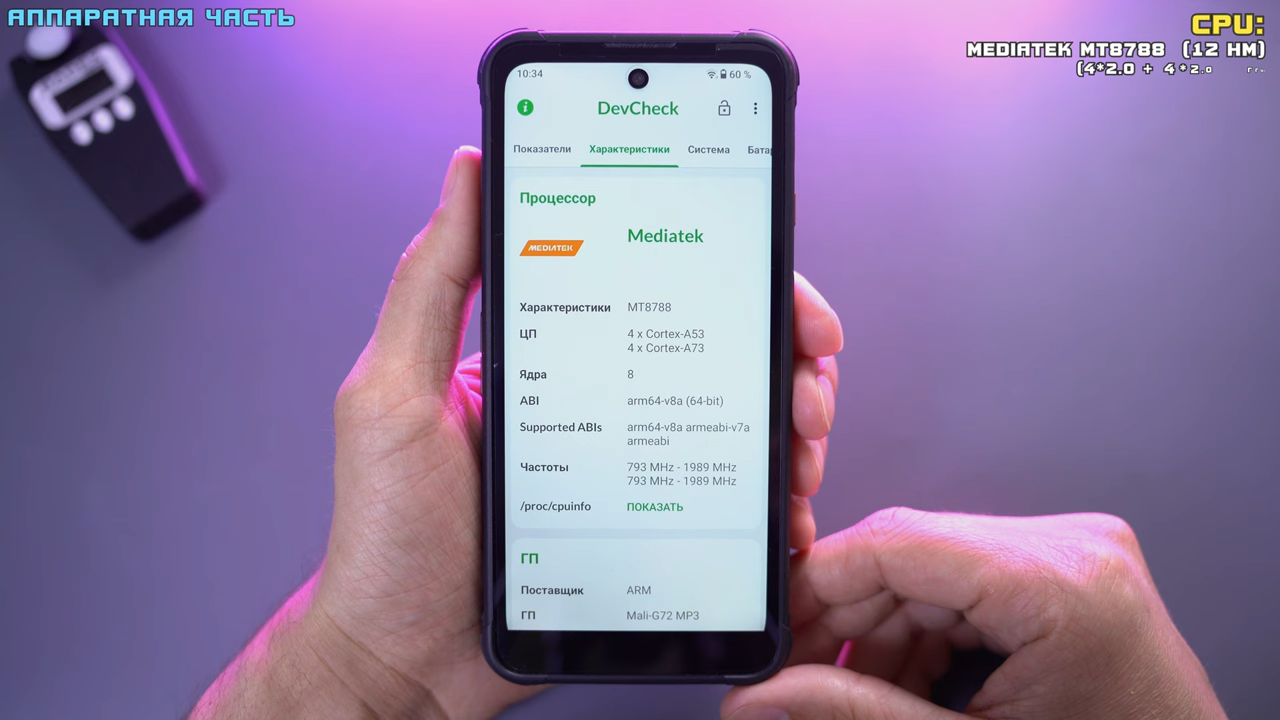 АППАРАТНАЯ ЧАСТЬ
CPU:
MEDIATEK MT8788 (12 НМ)
(4*2.0 + 4*2.0
10:34
60 %
DevCheck
Показатели
Характеристики
Система
Бата
Процессор
MEDIATEK
Mediatek
Характеристики MT8788
ЦП 4 x Cortex-A53
4 x Cortex-A73
Ядра 8
ABI arm64-v8a (64-bit)
Supported ABIs arm64-v8a armeabi-v7a
armeabi
Частоты 793 MHz - 1989 MHz
793 MHz - 1989 MHz
/proc/cpuinfo ПОКАЗАТЬ
ГП
Поставщик ARM
ГП Mali-G72 MP3